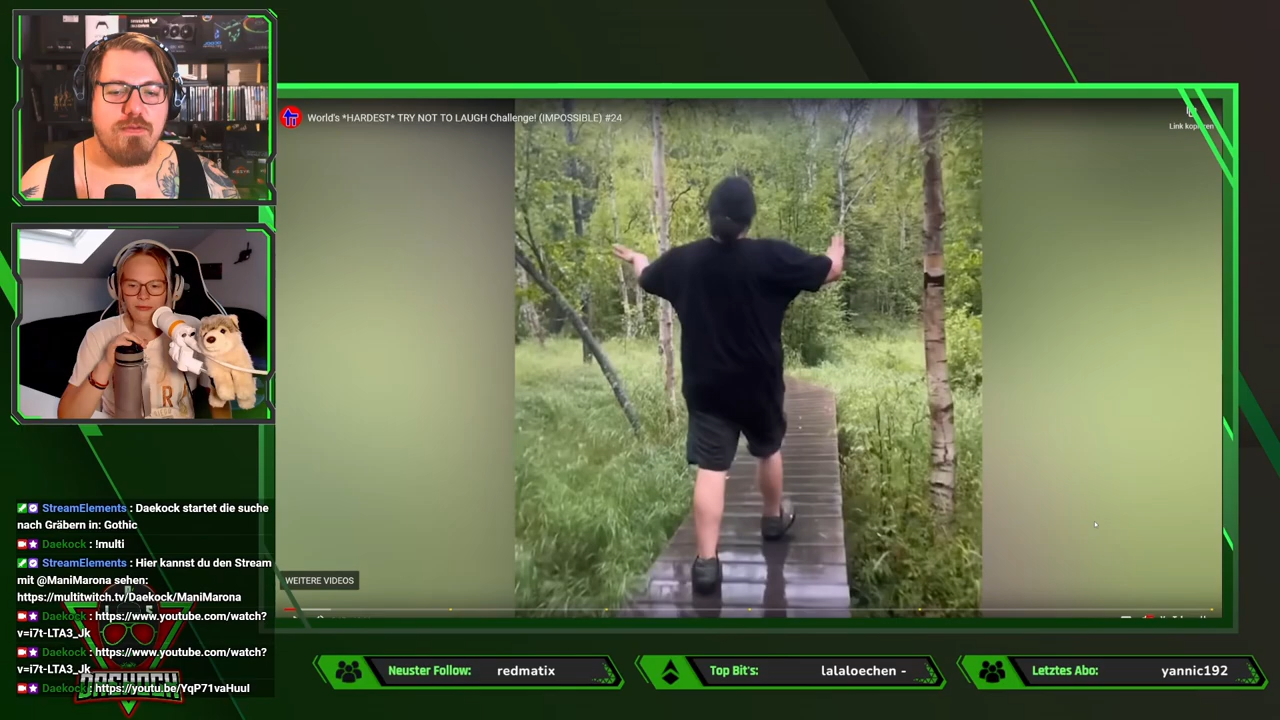 World's *HARDEST* TRY NOT TO LAUGH Challenge! (IMPOSSIBLE) #24
Link kopieren
WEITERE VIDEOS
StreamElements : Daekock startet die suche
nach Gräbern in: Gothic
Daekock : !multi
StreamElements : Hier kannst du den Stream
mit @ManiMarona sehen:
https://multitwitch.tv/Daekock/ManiMarona
Daekock : https://www.youtube.com/watch?
v=i7t-LTA3_Jk
Daekock : https://www.youtube.com/watch?
v=i7t-LTA3_Jk
Daekock : https://youtu.be/YqP71vaHuuI
Neuster Follow: redmatix
Top Bit's: lalaloechen -
Letztes Abo: yannic192